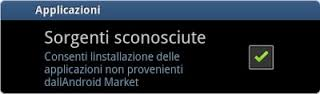 Applicazioni
Sorgenti sconosciute
Consenti linstallazione delle
applicazioni non provenienti
dallAndroid Market